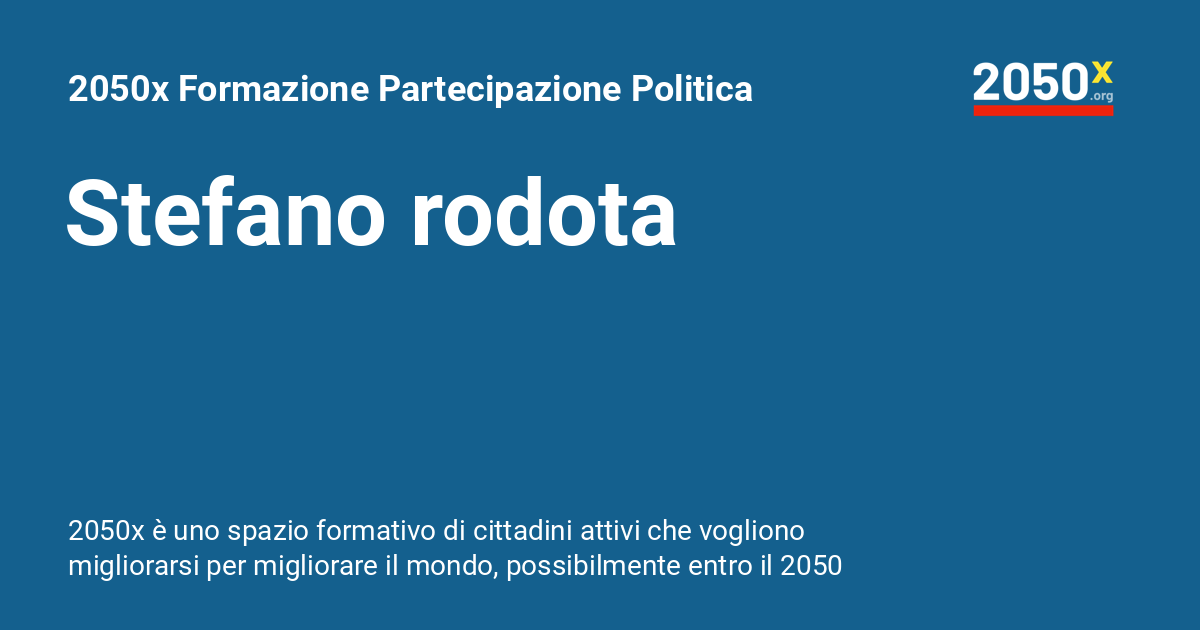 2050x Formazione Partecipazione Politica
2050x
.org
Stefano rodota
2050x è uno spazio formativo di cittadini attivi che vogliono
migliorarsi per migliorare il mondo, possibilmente entro il 2050